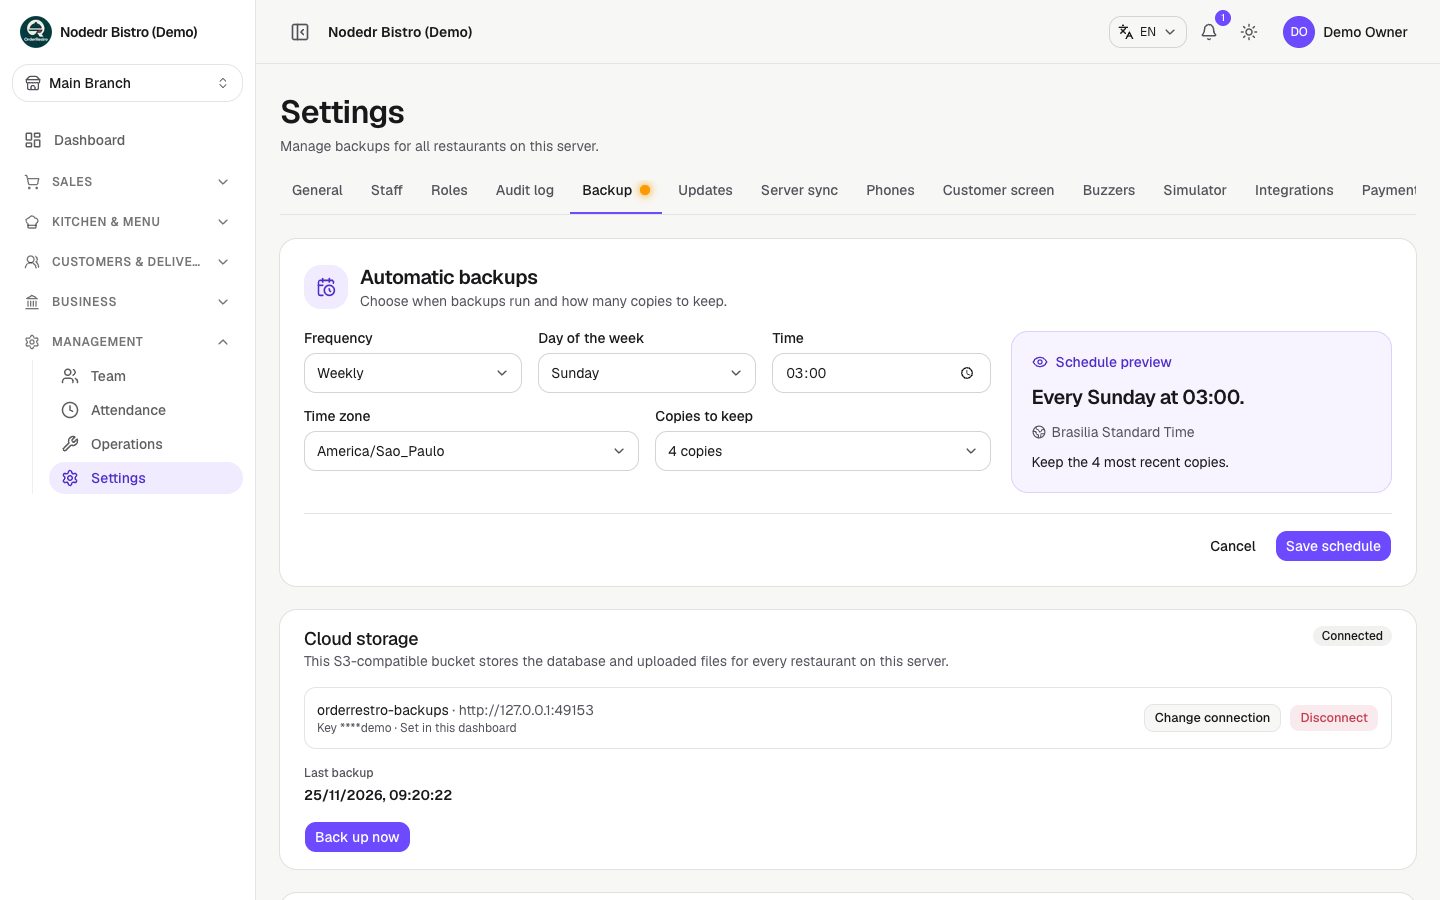 Nodedr Bistro (Demo)
Main Branch
Dashboard
SALES
KITCHEN & MENU
CUSTOMERS & DELIVE...
BUSINESS
MANAGEMENT
Team
Attendance
Operations
Settings
Nodedr Bistro (Demo)
EN
1
DO
Demo Owner
Settings
Manage backups for all restaurants on this server.
General
Staff
Roles
Audit log
Backup
Updates
Server sync
Phones
Customer screen
Buzzers
Simulator
Integrations
Payment
Automatic backups
Choose when backups run and how many copies to keep.
Frequency
Weekly
Day of the week
Sunday
Time
03:00
Time zone
America/Sao_Paulo
Copies to keep
4 copies
Schedule preview
Every Sunday at 03:00.
Brasilia Standard Time
Keep the 4 most recent copies.
Cancel
Save schedule
Cloud storage
Connected
This S3-compatible bucket stores the database and uploaded files for every restaurant on this server.
orderrestro-backups · http://127.0.0.1:49153
Key ****demo · Set in this dashboard
Change connection
Disconnect
Last backup
25/11/2026, 09:20:22
Back up now